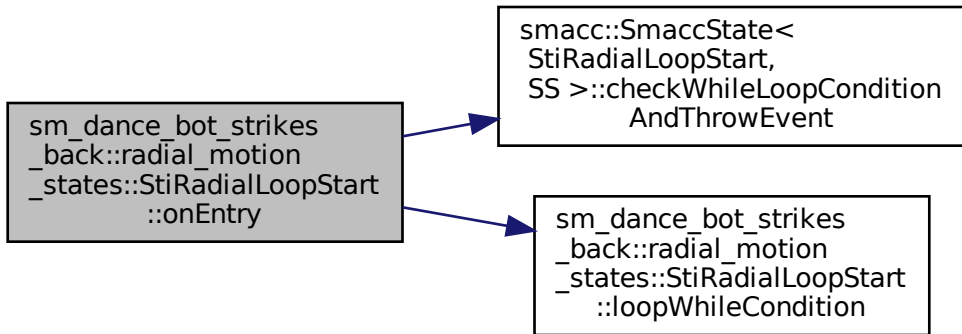 sm_dance_bot_strikes
_back::radial_motion
_states::StiRadialLoopStart
::onEntry
smacc::SmaccState<
StiRadialLoopStart,
SS >::checkWhileLoopCondition
AndThrowEvent
sm_dance_bot_strikes
_back::radial_motion
_states::StiRadialLoopStart
::loopWhileCondition